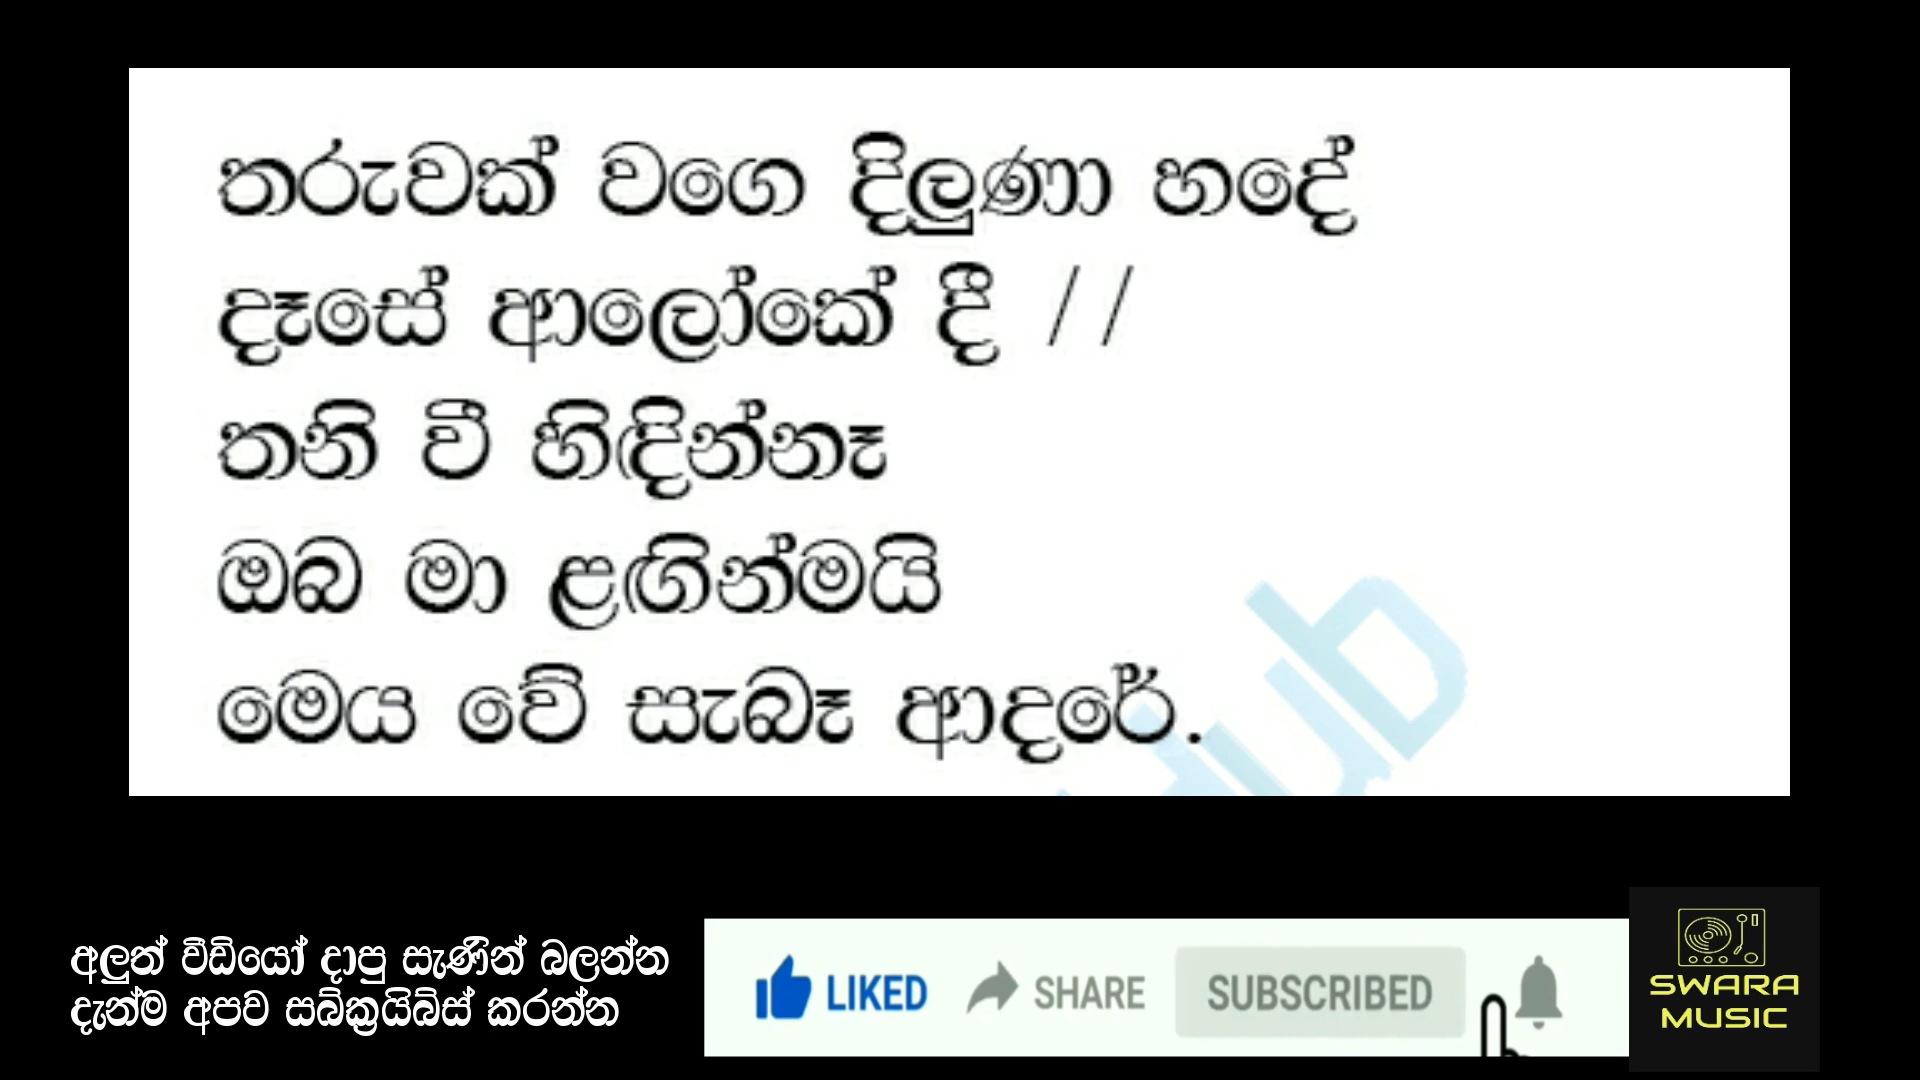 තරුවක් වගෙ දිලුණා හදේ
දෑසේ ආලෝකේ දී //
තනි වී හිඳින්නෑ
ඔබ මා ළඟින්මයි
මෙය වේ සැබෑ ආදරේ.
ub
අලුත් වීඩියෝ දාපු සැණින් බලන්න
දැන්ම අපව සබ්ක්‍රයිබ්ස් කරන්න
LIKED SHARE SUBSCRIBED
SWARA
MUSIC